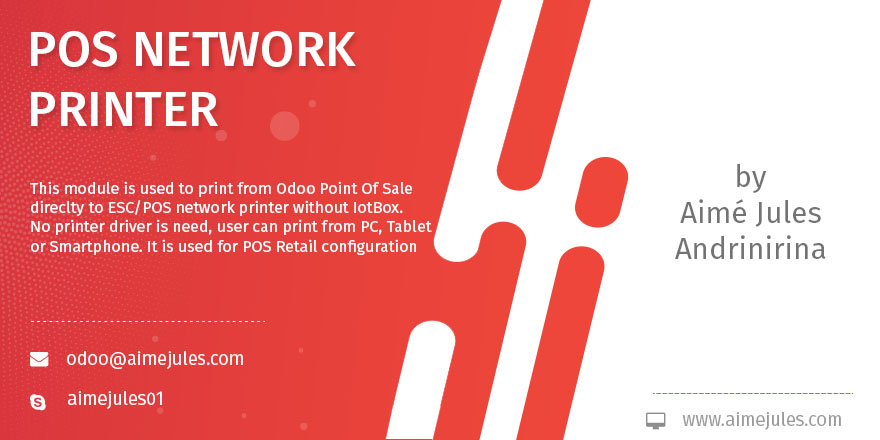 POS NETWORK
PRINTER
This module is used to print from Odoo Point Of Sale
direclty to ESC/POS network printer without IotBox.
No printer driver is need, user can print from PC, Tablet
or Smartphone. It is used for POS Retail configuration
odoo@aimejules.com
aimejules01
by
Aimé Jules
Andrinirina
www.aimejules.com